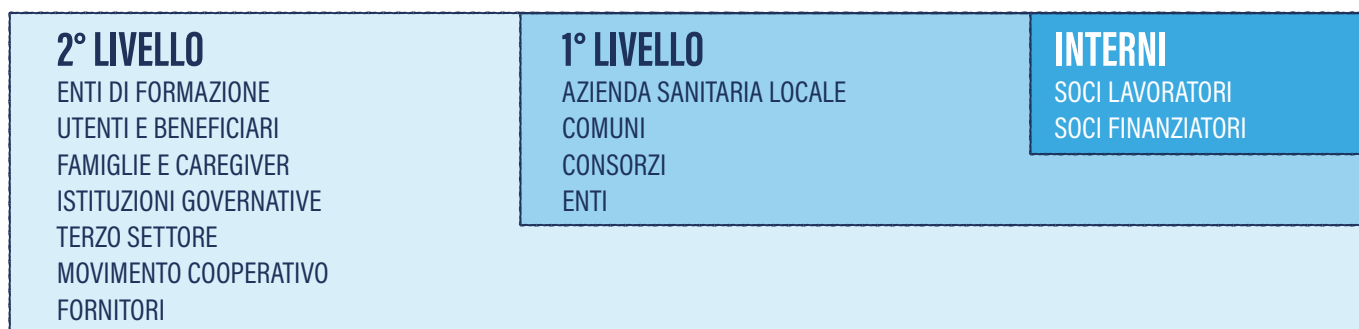 2° LIVELLO
ENTI DI FORMAZIONE
UTENTI E BENEFICIARI
FAMIGLIE E CAREGIVER
ISTITUZIONI GOVERNATIVE
TERZO SETTORE
MOVIMENTO COOPERATIVO
FORNITORI
1° LIVELLO
AZIENDA SANITARIA LOCALE
COMUNI
CONSORZI
ENTI
INTERNI
SOCI LAVORATORI
SOCI FINANZIATORI